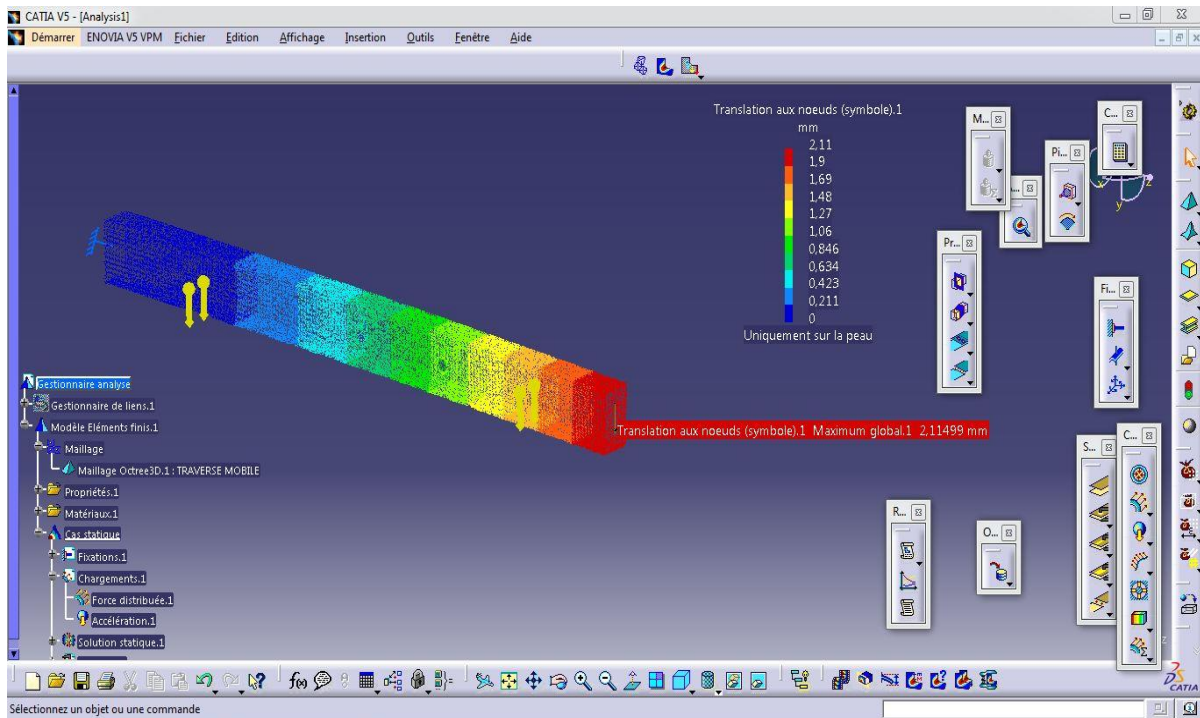 CATIA V5 - [Analysis1]
Démarrer ENOVIA V5 VPM Fichier Edition Affichage Insertion Outils Fenêtre Aide
Translation aux noeuds (symbole).1
mm
2,11
1,9
1,69
1,48
1,27
1,06
0,846
0,634
0,423
0,211
0
Uniquement sur la peau
M...
C...
Pi...
x
z
y
Pr...
Fi...
Gestionnaire analyse
Gestionnaire de liens.1
Modèle Eléments finis.1
Maillage
Maillage Octree3D.1 : TRAVERSE MOBILE
Propriétés.1
Matériaux.1
Cas statique
Fixations.1
Chargements.1
Force distribuée.1
Accélération.1
Solution statique.1
Translation aux noeuds (symbole).1 Maximum global.1 2,11499 mm
S...
C...
R...
O...
f(x)
CATIA
Sélectionnez un objet ou une commande